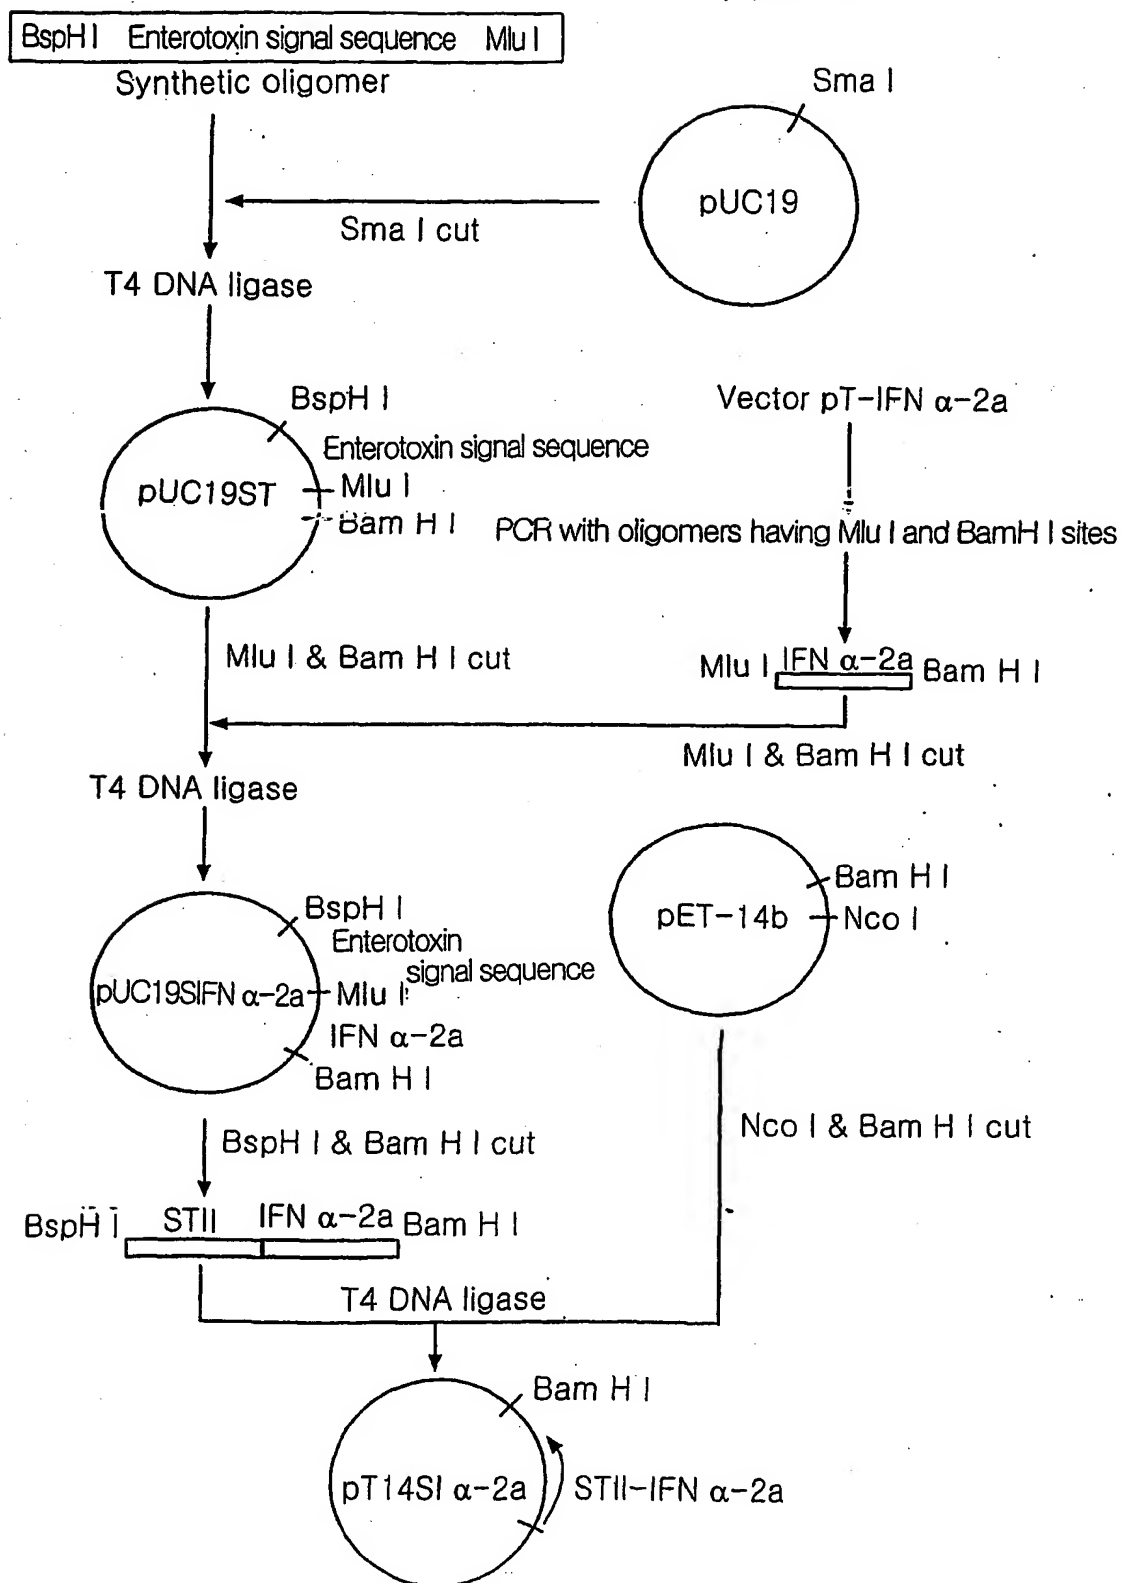 BspH I Enterotoxin signal sequence Mlu I
Synthetic oligomer
Sma I
pUC19
Sma I cut
T4 DNA ligase
BspH I
Enterotoxin signal sequence
pUC19ST
Mlu I
Bam H I
Vector pT-IFN α-2a
PCR with oligomers having Mlu I and BamH I sites
Mlu I & Bam H I cut
Mlu I IFN α-2a Bam H I
Mlu I & Bam H I cut
T4 DNA ligase
BspH I
Enterotoxin
signal sequence
pUC19SIFN α-2a
Mlu I
IFN α-2a
Bam H I
Bam H I
pET-14b
Nco I
BspH I & Bam H I cut
Nco I & Bam H I cut
BspH I STII IFN α-2a Bam H I
T4 DNA ligase
Bam H I
pT14SI α-2a
STII-IFN α-2a